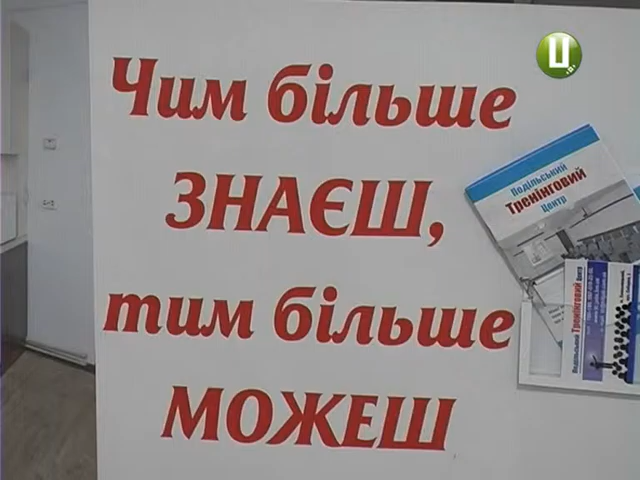 Чим більше
ЗНАЄШ,
тим більше
МОЖЕШ
Подільський
Тренінговий
Центр
Подільський Тренінговий Центр
Ц